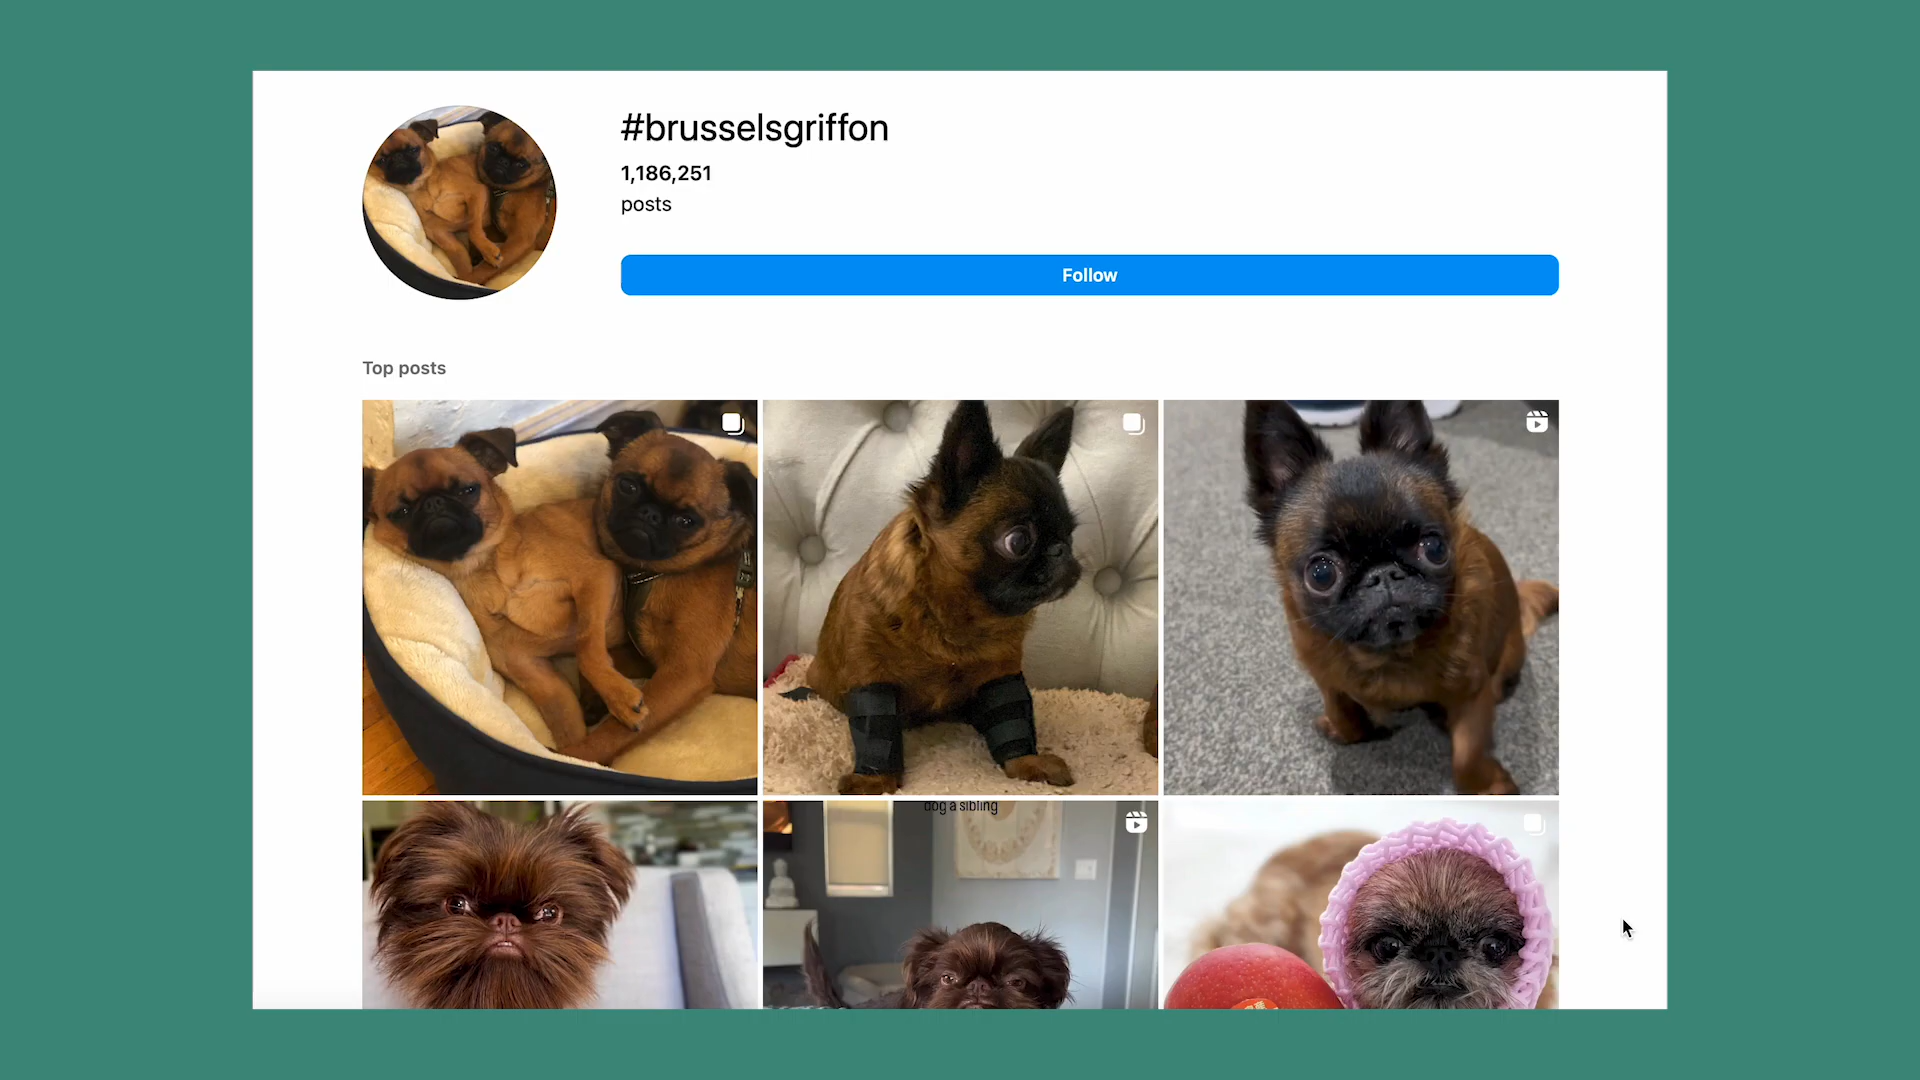 #brusselsgriffon
1,186,251
posts
Follow
Top posts
dog a sibling